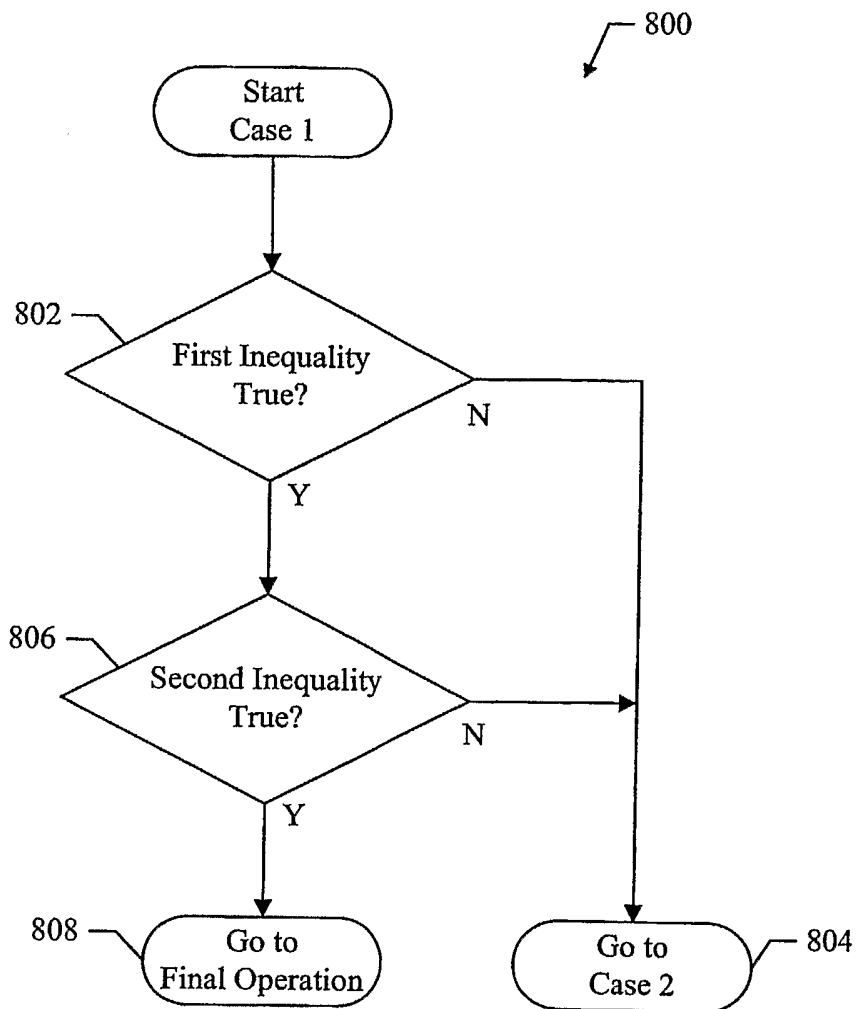 800
Start
Case 1
802
First Inequality
True?
N
Y
806
Second Inequality
True?
N
Y
808
Go to
Final Operation
Go to
Case 2
804